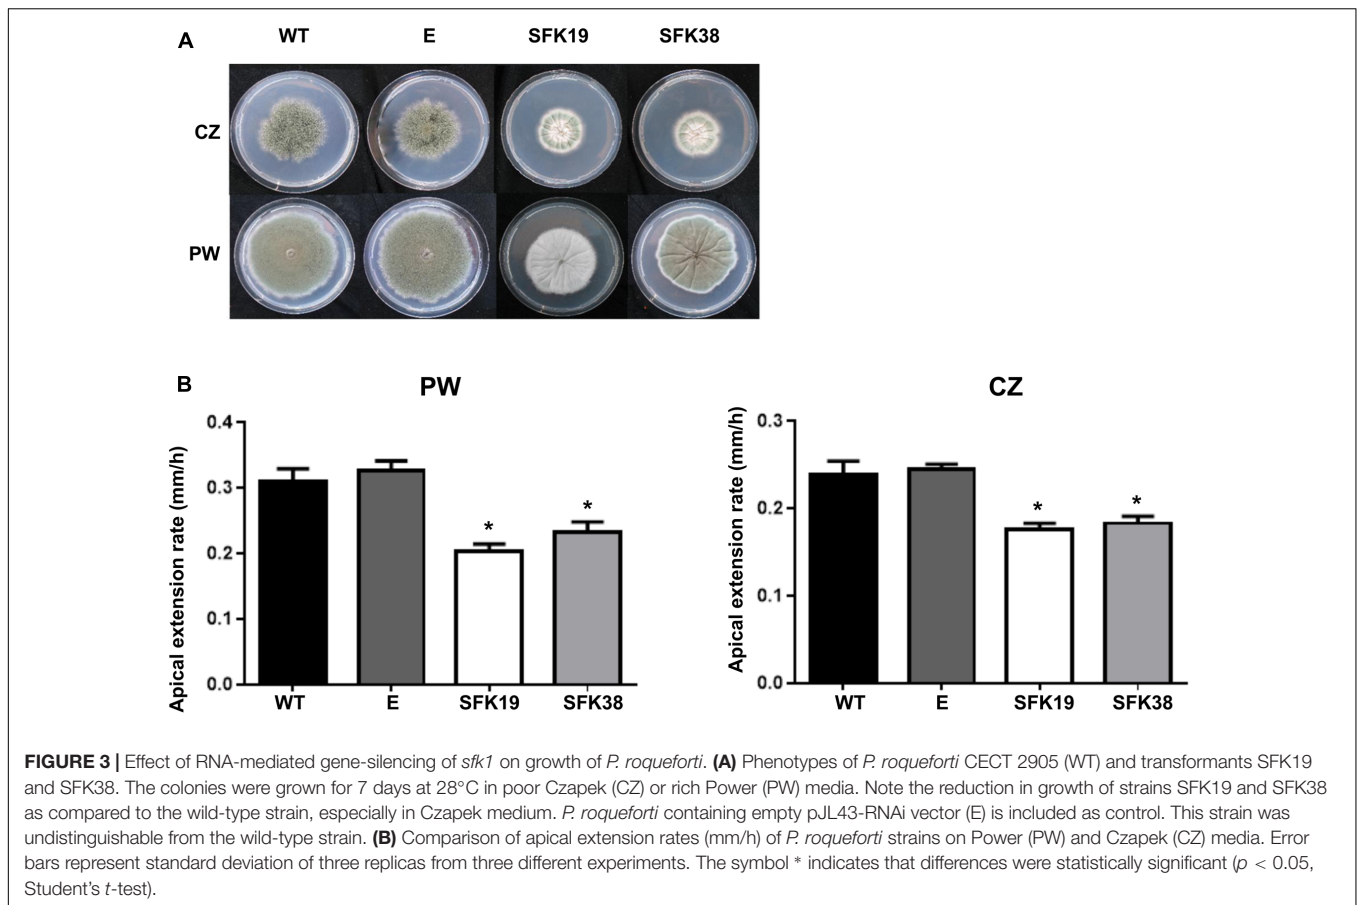 A
WT E SFK19 SFK38
CZ
PW
B
PW
Apical extension rate (mm/h)
0.4
0.3
0.2
0.1
0.0
* *
WT E SFK19 SFK38
CZ
Apical extension rate (mm/h)
0.3
0.2
0.1
0.0
* *
WT E SFK19 SFK38
FIGURE 3 | Effect of RNA-mediated gene-silencing of sfk1 on growth of P. roqueforti. (A) Phenotypes of P. roqueforti CECT 2905 (WT) and transformants SFK19
and SFK38. The colonies were grown for 7 days at 28°C in poor Czapek (CZ) or rich Power (PW) media. Note the reduction in growth of strains SFK19 and SFK38
as compared to the wild-type strain, especially in Czapek medium. P. roqueforti containing empty pJL43-RNAi vector (E) is included as control. This strain was
undistinguishable from the wild-type strain. (B) Comparison of apical extension rates (mm/h) of P. roqueforti strains on Power (PW) and Czapek (CZ) media. Error
bars represent standard deviation of three replicas from three different experiments. The symbol * indicates that differences were statistically significant (p < 0.05,
Student's t-test).